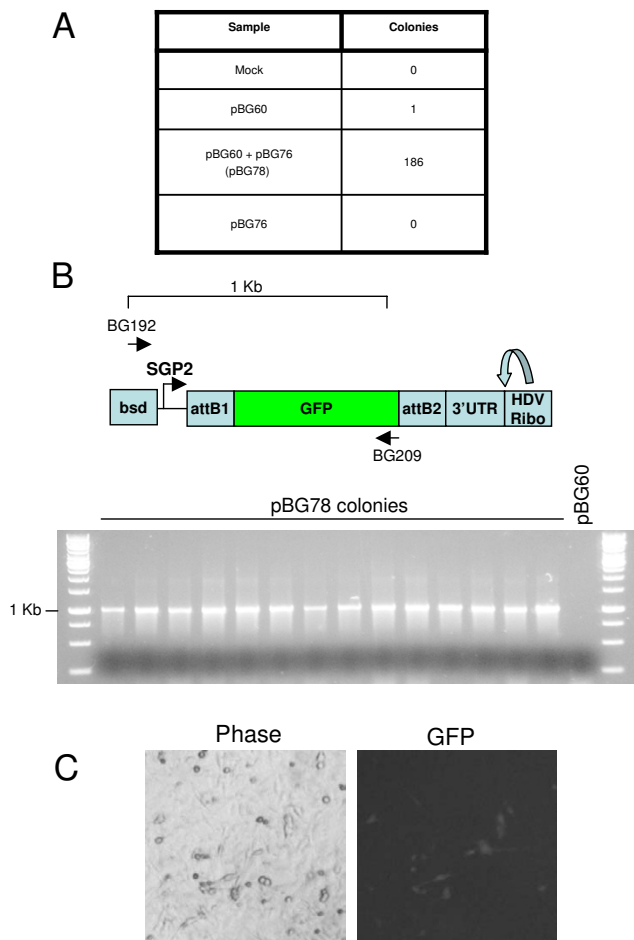 A
Sample Colonies
Mock 0
pBG60 1
pBG60 + pBG76
(pBG78)
186
pBG76 0
B
1 Kb
BG192
SGP2
bsd attB1 GFP attB2 3'UTR HDV
Ribo
BG209
pBG78 colonies
pBG60
1 Kb
C
Phase GFP